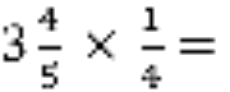 3 4/5 × 1/4 =